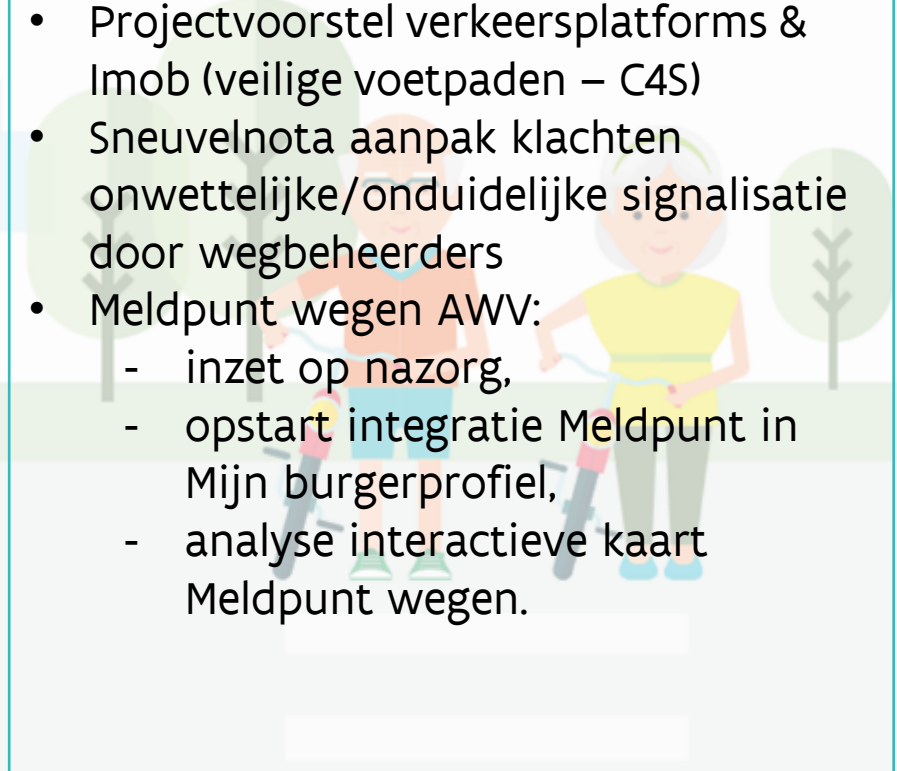 • Projectvoorstel verkeersplatforms &
Imob (veilige voetpaden – C4S)
• Sneuvelnota aanpak klachten
onwettelijke/onduidelijke signalisatie
door wegbeheerders
• Meldpunt wegen AWV:
- inzet op nazorg,
- opstart integratie Meldpunt in
Mijn burgerprofiel,
- analyse interactieve kaart
Meldpunt wegen.